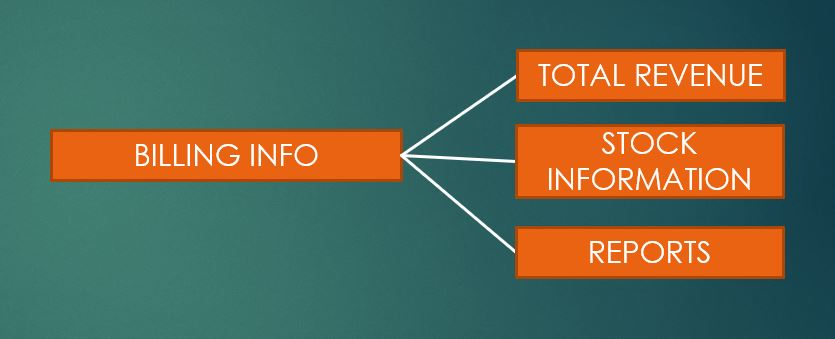 BILLING INFO
TOTAL REVENUE
STOCK
INFORMATION
REPORTS